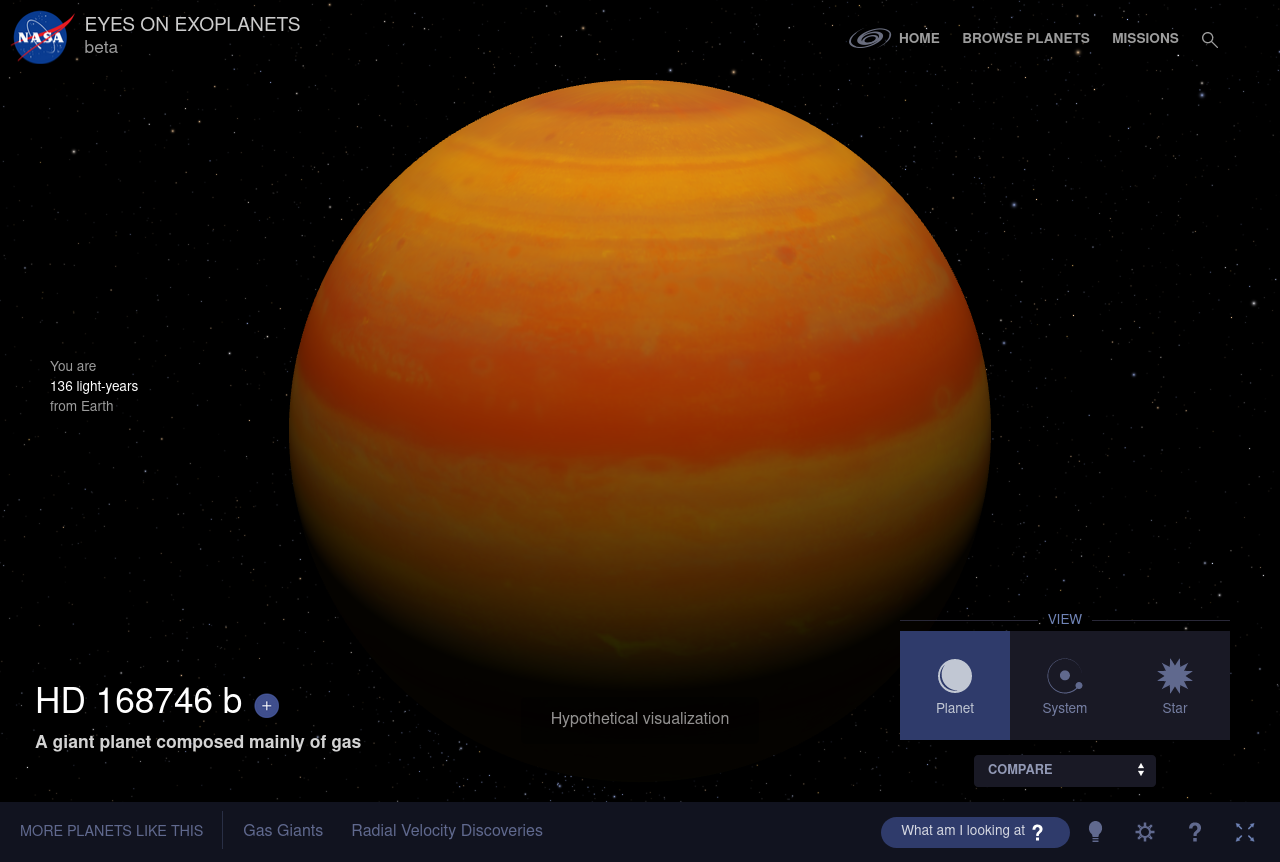 NASA
EYES ON EXOPLANETS
beta
HOME
BROWSE PLANETS
MISSIONS
You are
136 light-years
from Earth
VIEW
Planet
System
Star
HD 168746 b +
A giant planet composed mainly of gas
Hypothetical visualization
COMPARE
MORE PLANETS LIKE THIS
Gas Giants
Radial Velocity Discoveries
What am I looking at ?
?